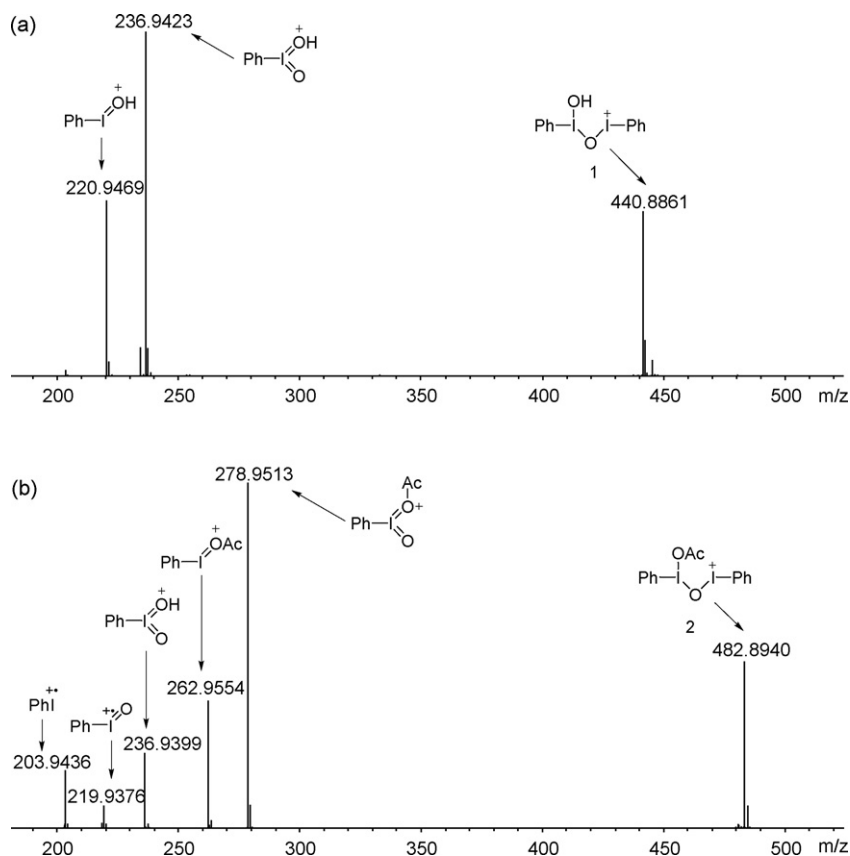 (a)
236.9423
+
OH
Ph I
O
+
OH
Ph I
220.9469
OH +
Ph I I Ph
O
1
440.8861
200 250 300 350 400 450 500 m/z
(b)
278.9513
Ac
O+
Ph I
O
+
OAc
Ph I
+
OH
Ph I
O
OAc +
Ph I I Ph
O
2
482.8940
262.9554
+•
PhI
+• O
Ph I
203.9436
236.9399
219.9376
200 250 300 350 400 450 500 m/z